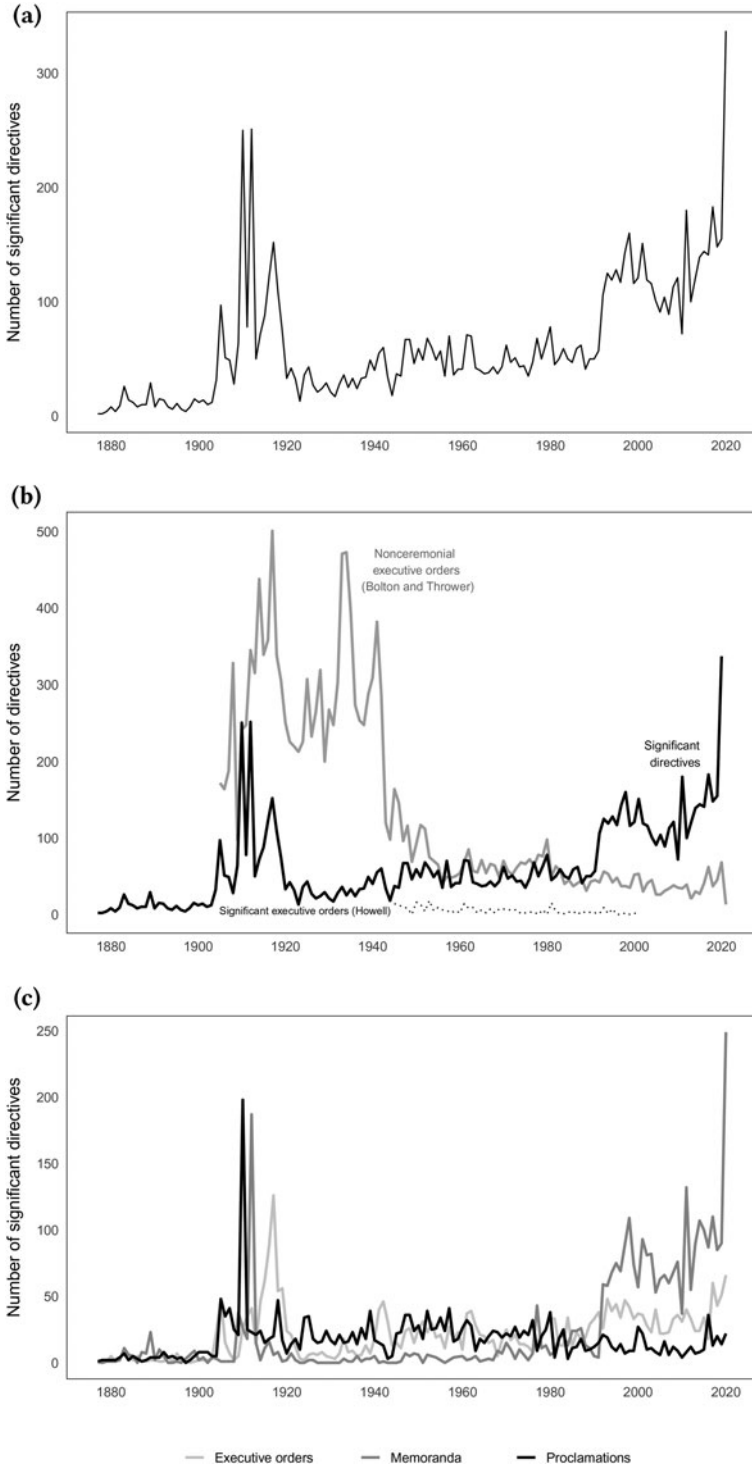 (a)
Number of significant directives
300
200
100
0
1880 1900 1920 1940 1960 1980 2000 2020
(b)
Number of directives
500
400
300
200
100
0
Nonceremonial
executive orders
(Bolton and Thrower)
Significant
directives
Significant executive orders (Howell)
1880 1900 1920 1940 1960 1980 2000 2020
(c)
Number of significant directives
250
200
150
100
50
0
1880 1900 1920 1940 1960 1980 2000 2020
Executive orders Memoranda Proclamations